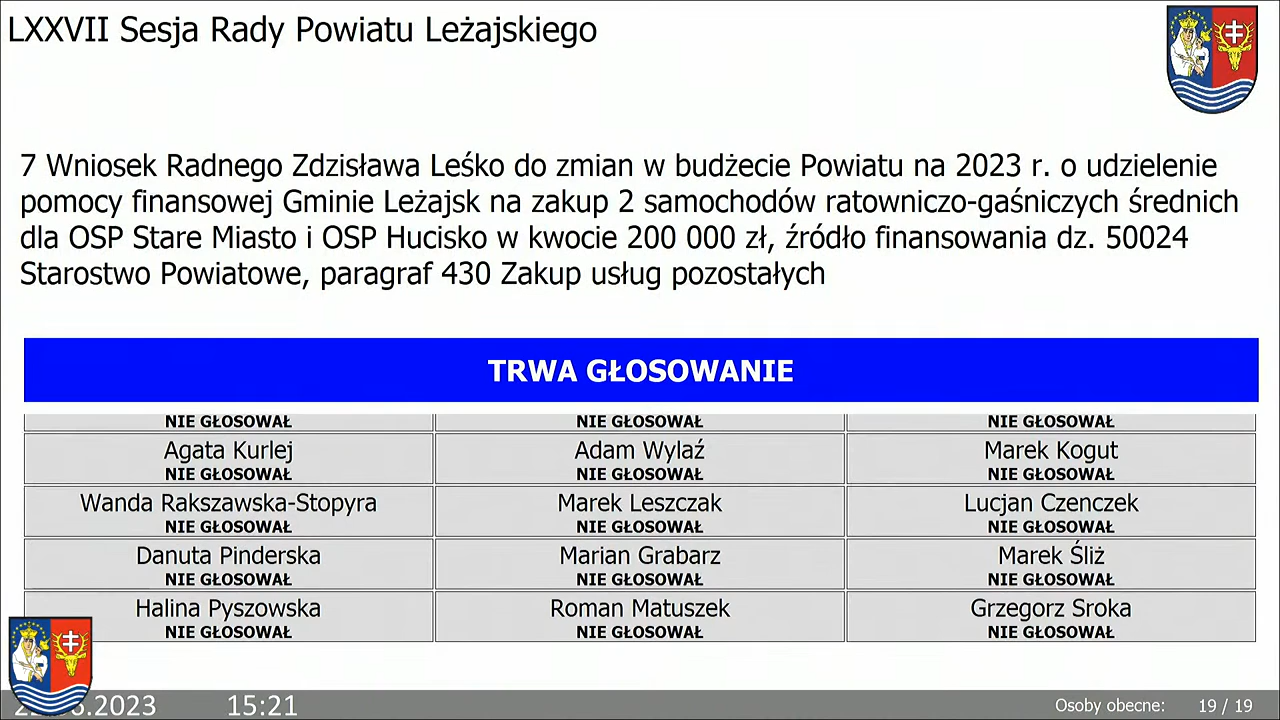 LXXVII Sesja Rady Powiatu Leżajskiego
7 Wniosek Radnego Zdzisława Leśko do zmian w budżecie Powiatu na 2023 r. o udzielenie
pomocy finansowej Gminie Leżajsk na zakup 2 samochodów ratowniczo-gaśniczych średnich
dla OSP Stare Miasto i OSP Hucisko w kwocie 200 000 zł, źródło finansowania dz. 50024
Starostwo Powiatowe, paragraf 430 Zakup usług pozostałych
TRWA GŁOSOWANIE
NIE GŁOSOWAŁ NIE GŁOSOWAŁ NIE GŁOSOWAŁ
Agata Kurlej Adam Wylaź Marek Kogut
NIE GŁOSOWAŁ NIE GŁOSOWAŁ NIE GŁOSOWAŁ
Wanda Rakszawska-Stopyra Marek Leszczak Lucjan Czenczek
NIE GŁOSOWAŁ NIE GŁOSOWAŁ NIE GŁOSOWAŁ
Danuta Pinderska Marian Grabarz Marek Śliż
NIE GŁOSOWAŁ NIE GŁOSOWAŁ NIE GŁOSOWAŁ
Halina Pyszowska Roman Matuszek Grzegorz Sroka
NIE GŁOSOWAŁ NIE GŁOSOWAŁ NIE GŁOSOWAŁ
.2023 15:21 Osoby obecne: 19 / 19